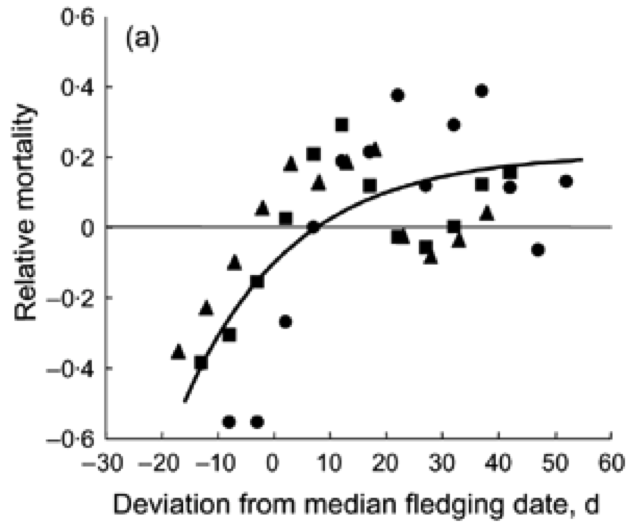 (a)
Relative mortality
0·6
0·4
0·2
0
–0·2
–0·4
–0·6
–30 –20 –10 0 10 20 30 40 50 60
Deviation from median fledging date, d